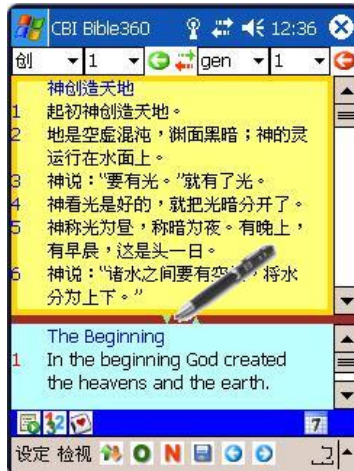 CBI Bible360 12:36
创 1 gen 1
神创造天地
1 起初神创造天地。
2 地是空虚混沌，渊面黑暗；神的灵
运行在水面上。
3 神说：“要有光。”就有了光。
4 神看光是好的，就把光暗分开了。
5 神称光为昼，称暗为夜。有晚上，
有早晨，这是头一日。
6 神说：“诸水之间要有空，将水
分为上下。”
The Beginning
1 In the beginning God created
the heavens and the earth.
32 7
设定 检视 O N